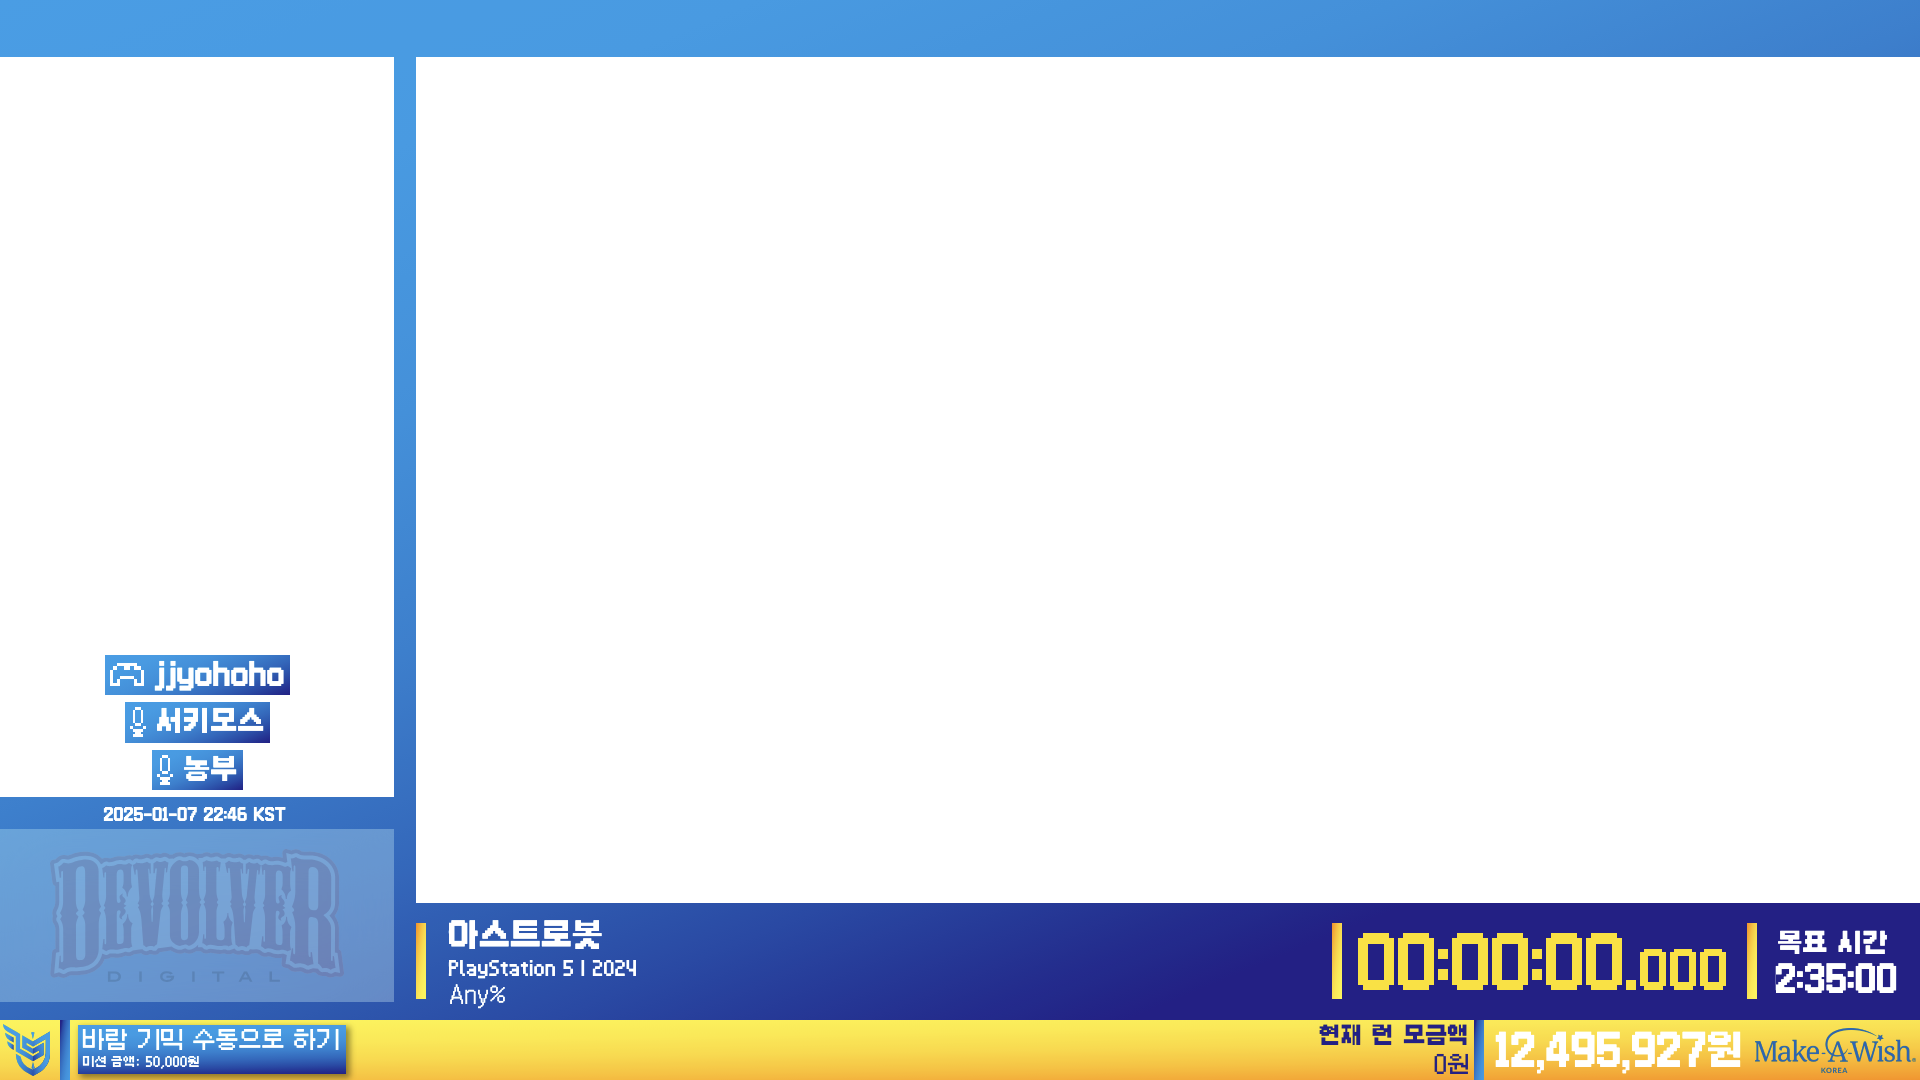 jjyohoho
서키모스
농부
2025-01-07 22:46 KST
DEVOLVER
DIGITAL
아스트로봇
PlayStation 5 | 2024
Any%
00:00:00.000
목표 시간
2:35:00
바람 기믹 수동으로 하기
미션 금액: 50,000원
현재 런 모금액
0원
12,495,927원
Make-A-Wish.
KOREA